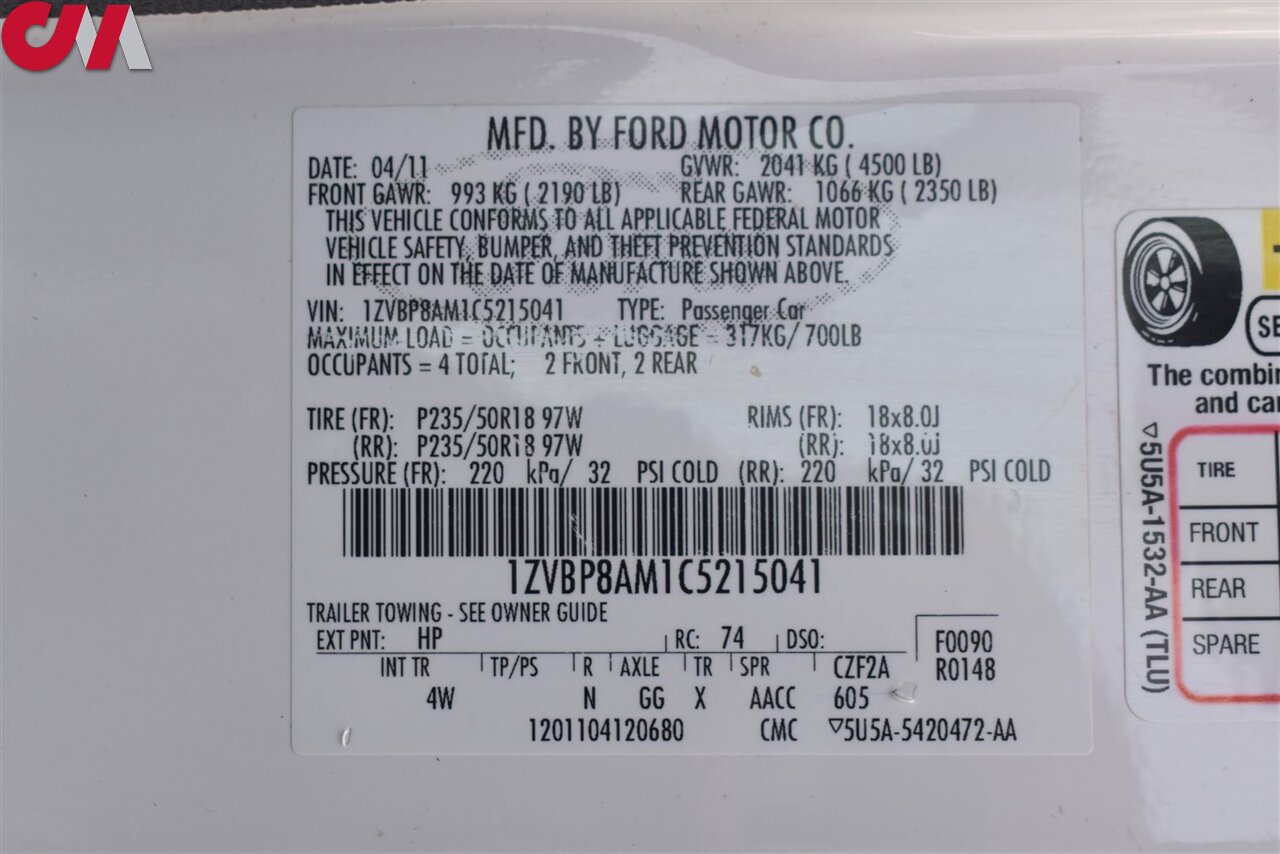 CM
MFD. BY FORD MOTOR CO.
DATE: 04/11 GVWR: 2041 KG ( 4500 LB)
FRONT GAWR: 993 KG ( 2190 LB) REAR GAWR: 1066 KG ( 2350 LB)
THIS VEHICLE CONFORMS TO ALL APPLICABLE FEDERAL MOTOR
VEHICLE SAFETY, BUMPER, AND THEFT PREVENTION STANDARDS
IN EFFECT ON THE DATE OF MANUFACTURE SHOWN ABOVE.
VIN: 1ZVBP8AM1C5215041 TYPE: Passenger Car
MAXIMUM LOAD = OCCUPANTS + LUGGAGE = 317KG/ 700LB
OCCUPANTS = 4 TOTAL; 2 FRONT, 2 REAR
TIRE (FR): P235/50R18 97W RIMS (FR): 18x8.0J
(RR): P235/50R18 97W (RR): 18x8.0J
PRESSURE (FR): 220 kPa/ 32 PSI COLD (RR): 220 kPa/ 32 PSI COLD
1ZVBP8AM1C5215041
TRAILER TOWING - SEE OWNER GUIDE
EXT PNT: HP RC: 74 DSO: F0090
INT TR TP/PS R AXLE TR SPR CZF2A R0148
4W N GG X AACC 605
1201104120680 CMC ▽5U5A-5420472-AA
The combin
and car
TIRE
FRONT
REAR
SPARE
▽5U5A-1532-AA (TLU)